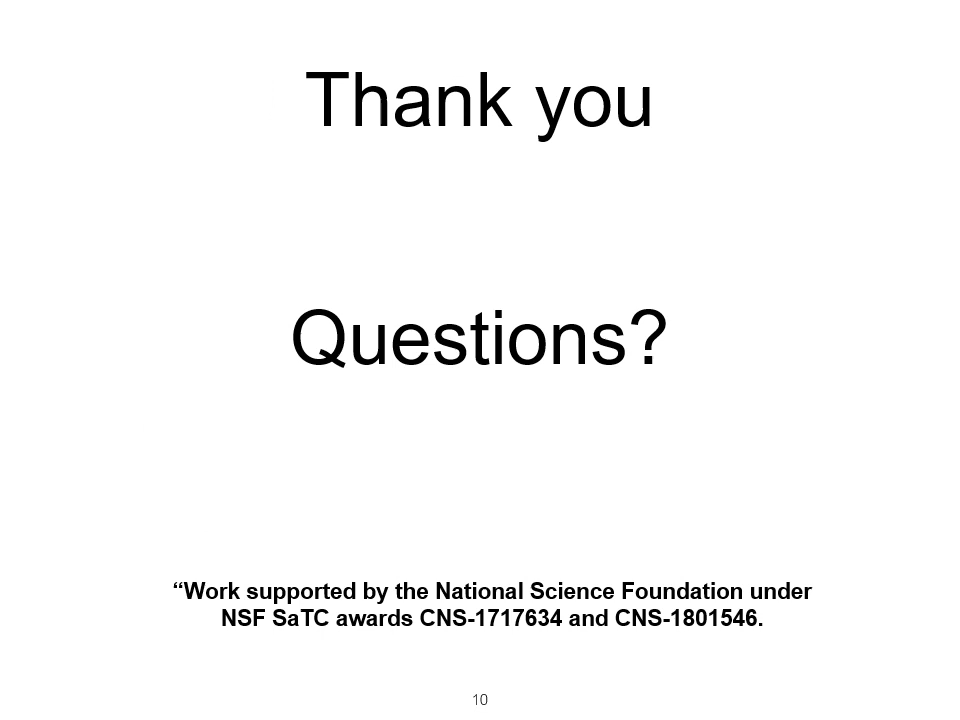 Thank you
Questions?
“Work supported by the National Science Foundation under
NSF SaTC awards CNS-1717634 and CNS-1801546.
10